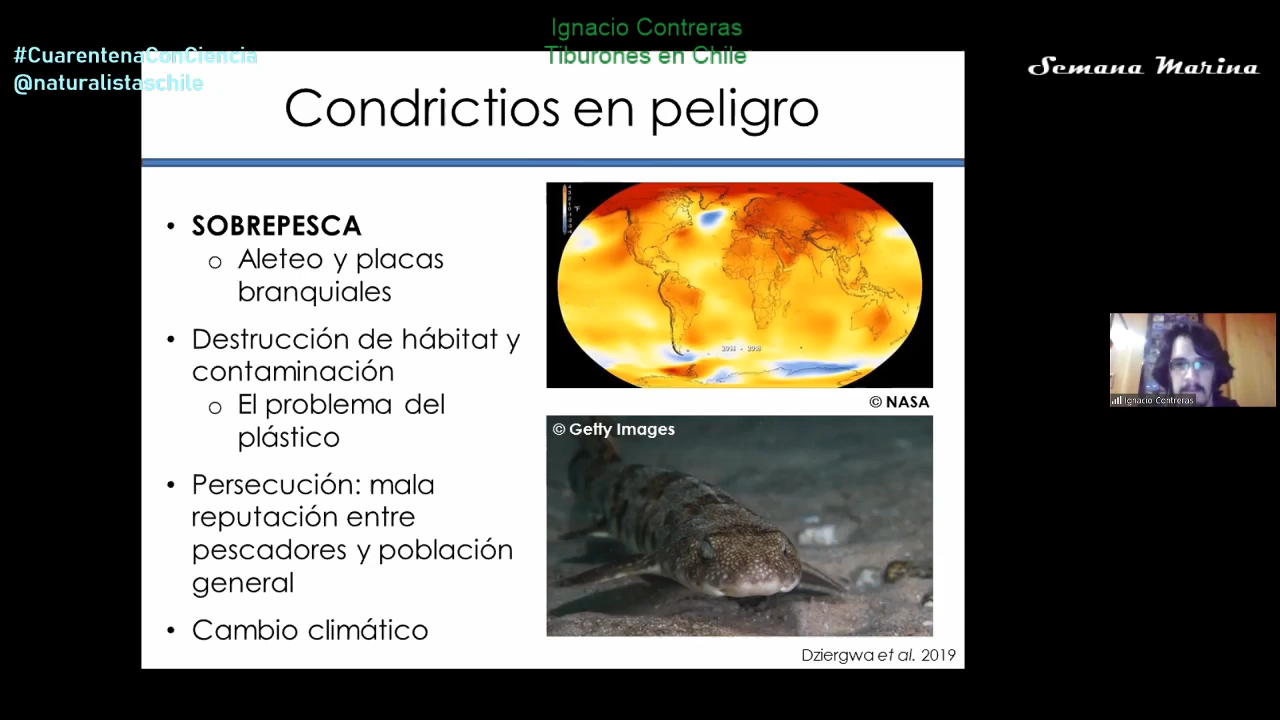 Ignacio Contreras
Tiburones en Chile
#CuarentenaConCiencia
@naturalistaschile
Semana Marina
Condrictios en peligro
• SOBREPESCA
o Aleteo y placas
branquiales
• Destrucción de hábitat y
contaminación
o El problema del
plástico
• Persecución: mala
reputación entre
pescadores y población
general
• Cambio climático
© NASA
© Getty Images
Dziergwa et al. 2019
Ignacio Contreras